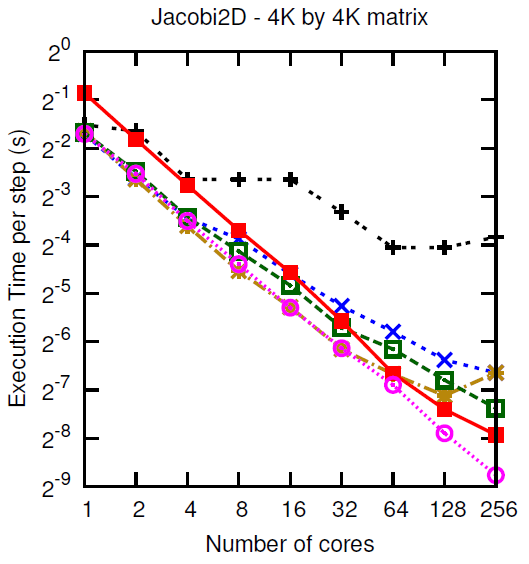 Jacobi2D - 4K by 4K matrix
Execution Time per step (s)
2^0
2^-1
2^-2
2^-3
2^-4
2^-5
2^-6
2^-7
2^-8
2^-9
1 2 4 8 16 32 64 128 256
Number of cores